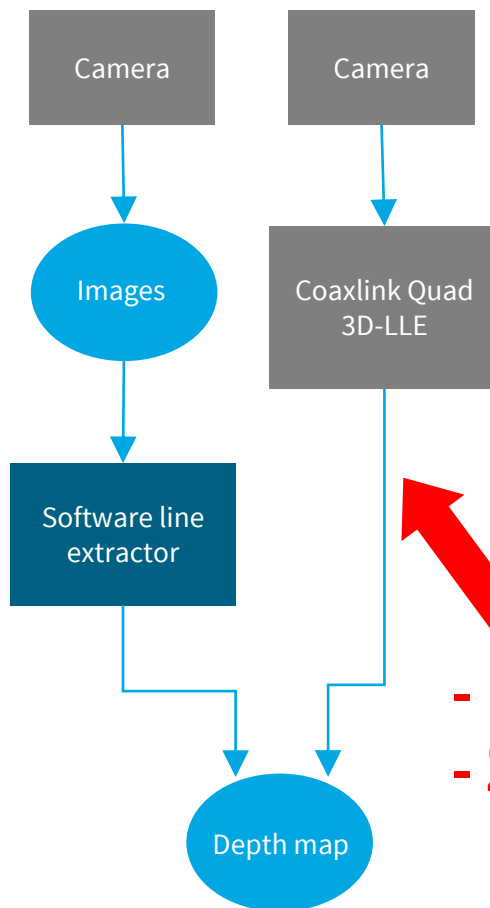 Camera
Camera
Images
Coaxlink Quad
3D-LLE
Software line
extractor
-
-
Depth map